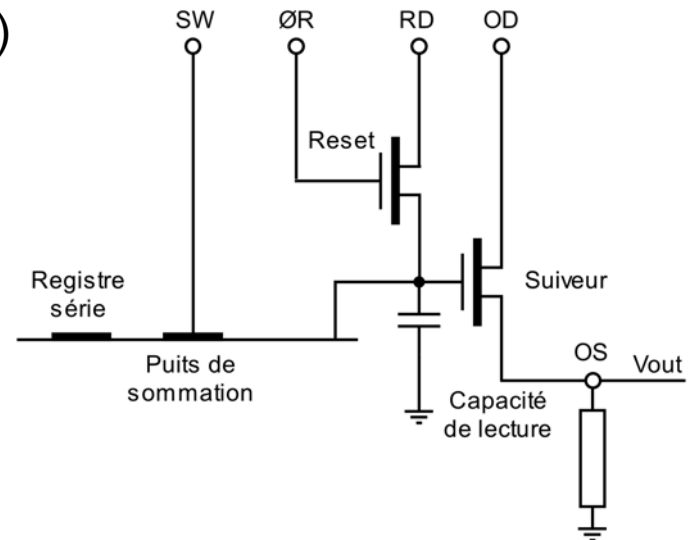 )
SW ØR RD OD
Reset
Registre
série
Suiveur
Puits de
sommation
OS Vout
Capacité
de lecture